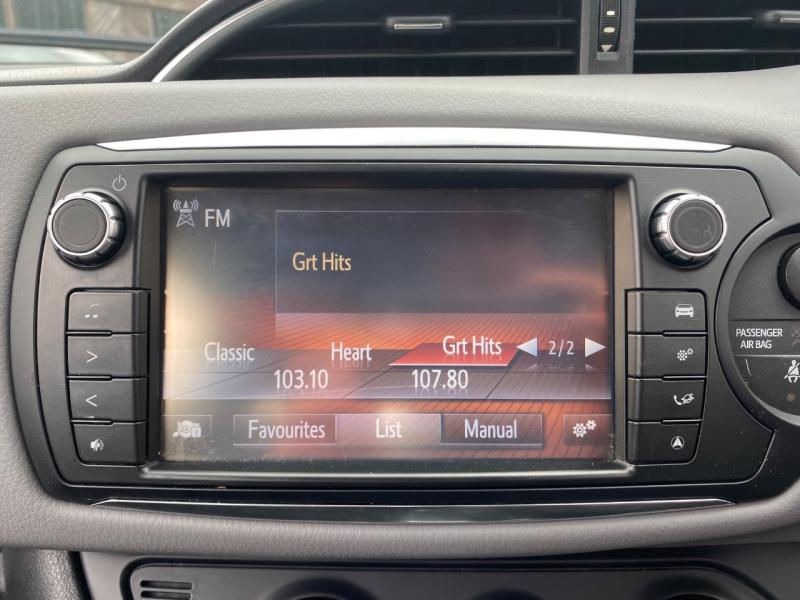 FM
Grt Hits
Classic Heart Grt Hits 2/2
103.10 107.80
Favourites List Manual
PASSENGER
AIR BAG